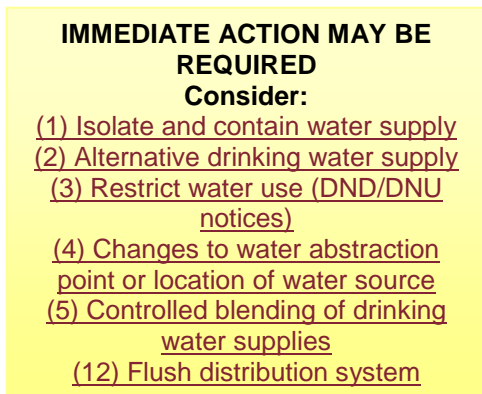 IMMEDIATE ACTION MAY BE
REQUIRED
Consider:
(1) Isolate and contain water supply
(2) Alternative drinking water supply
(3) Restrict water use (DND/DNU
notices)
(4) Changes to water abstraction
point or location of water source
(5) Controlled blending of drinking
water supplies
(12) Flush distribution system